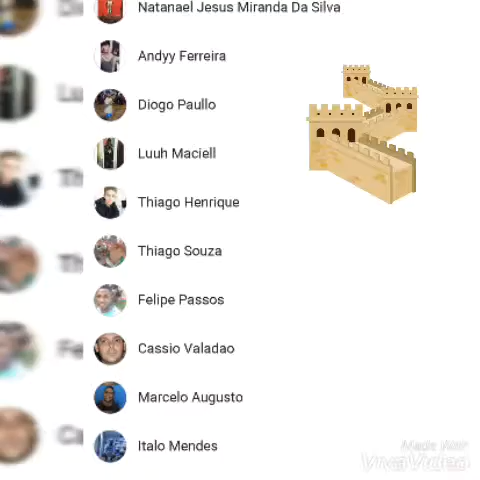 Natanael Jesus Miranda Da Silva
Andyy Ferreira
Diogo Paullo
Luuh Maciell
Thiago Henrique
Thiago Souza
Felipe Passos
Cassio Valadao
Marcelo Augusto
Italo Mendes
Made With
VivaVideo